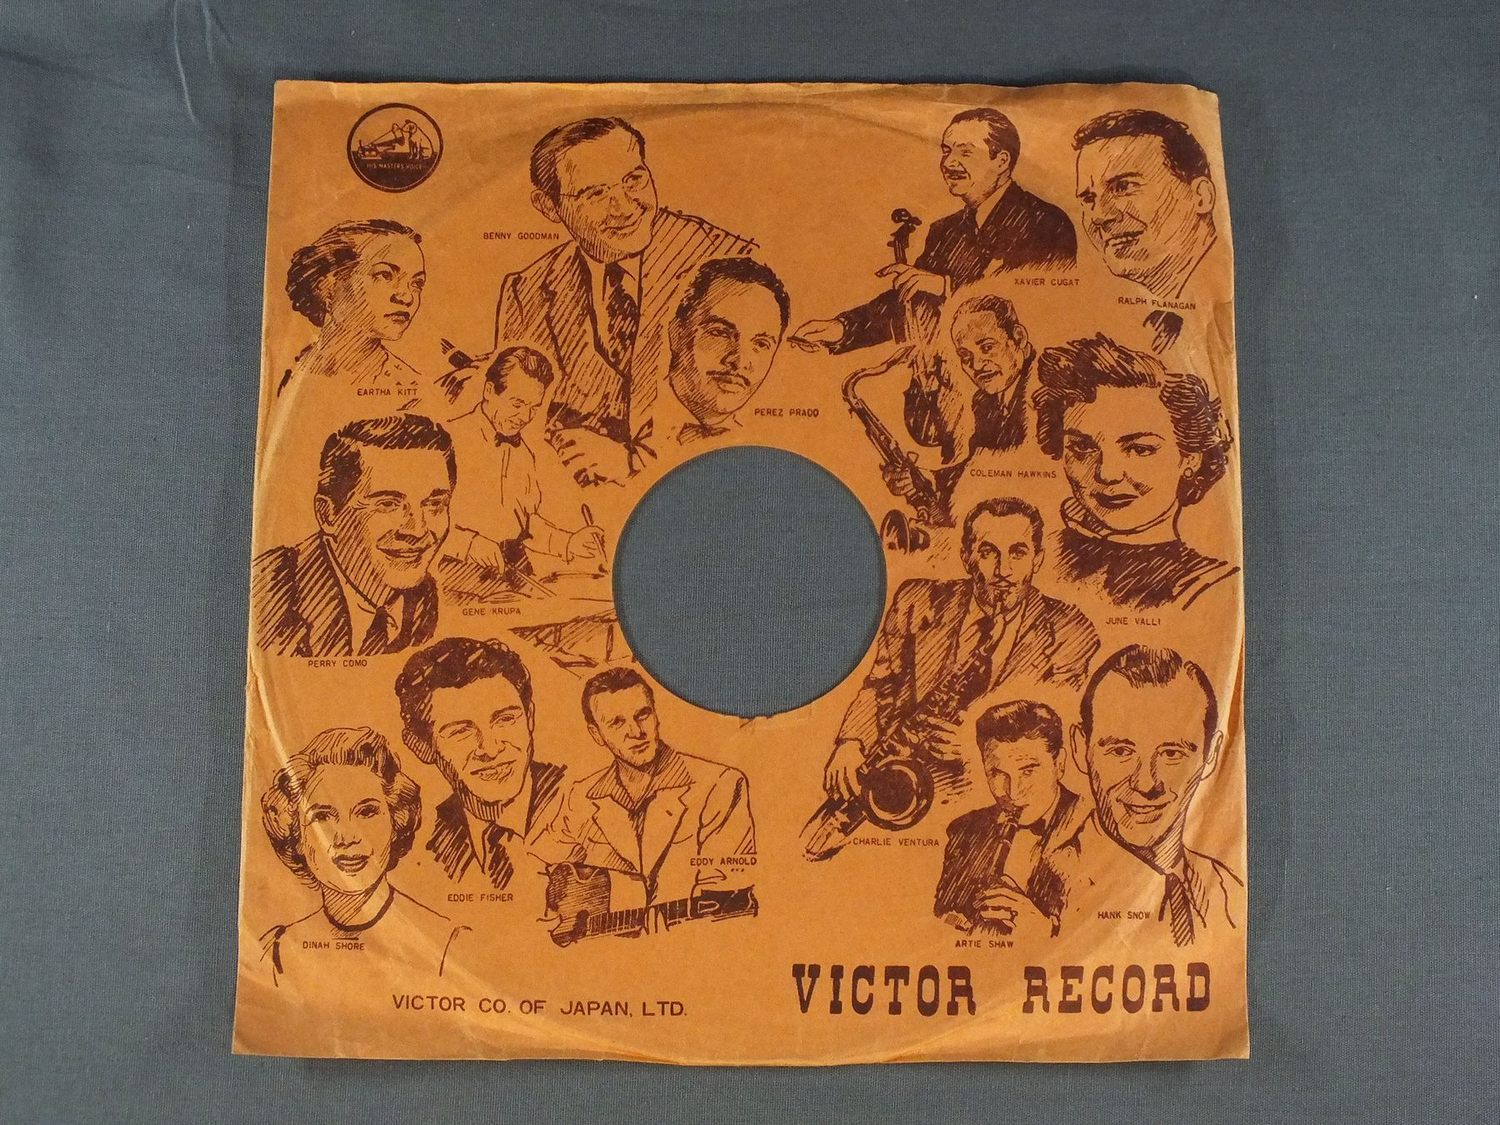 HIS MASTERS VOICE
BENNY GOODMAN
XAVIER CUGAT
RALPH FLANAGAN
EARTHA KITT
PEREZ PRADO
COLEMAN HAWKINS
GENE KRUPA
JUNE VALLI
PERRY COMO
CHARLIE VENTURA
EDDY ARNOLD
EDDIE FISHER
HANK SNOW
DINAH SHORE
ARTIE SHAW
VICTOR CO. OF JAPAN, LTD.
VICTOR RECORD